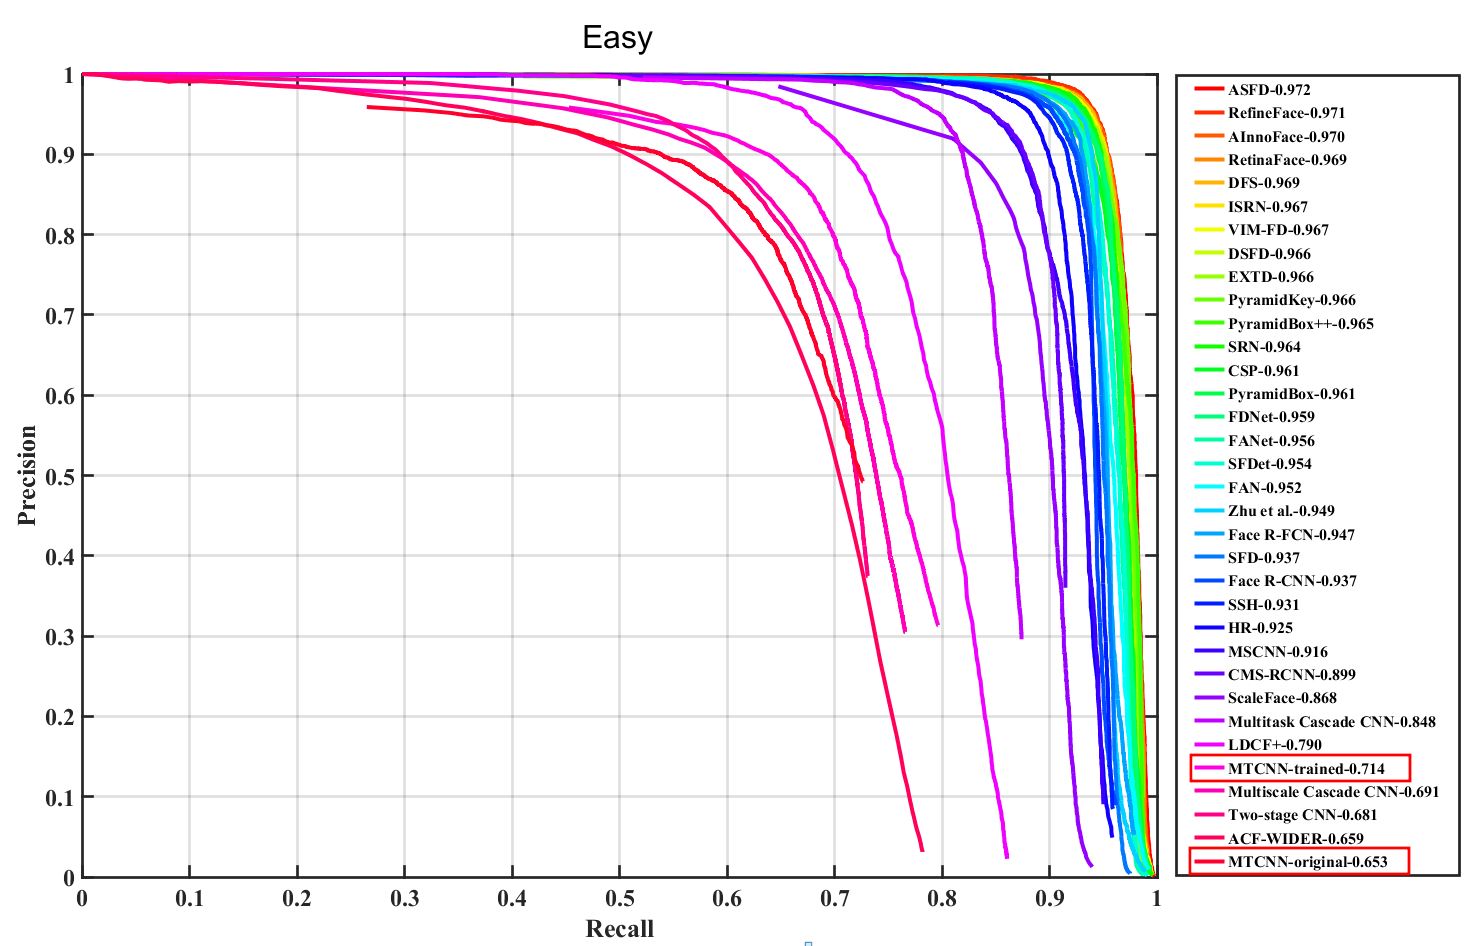 Easy
1
0.9
0.8
0.7
0.6
0.5
0.4
0.3
0.2
0.1
0
Precision
0 0.1 0.2 0.3 0.4 0.5 0.6 0.7 0.8 0.9 1
Recall
ASFD-0.972
RefineFace-0.971
AInnoFace-0.970
RetinaFace-0.969
DFS-0.969
ISRN-0.967
VIM-FD-0.967
DSFD-0.966
EXTD-0.966
PyramidKey-0.966
PyramidBox++-0.965
SRN-0.964
CSP-0.961
PyramidBox-0.961
FDNet-0.959
FANet-0.956
SFDet-0.954
FAN-0.952
Zhu et al.-0.949
Face R-FCN-0.947
SFD-0.937
Face R-CNN-0.937
SSH-0.931
HR-0.925
MSCNN-0.916
CMS-RCNN-0.899
ScaleFace-0.868
Multitask Cascade CNN-0.848
LDCF+-0.790
MTCNN-trained-0.714
Multiscale Cascade CNN-0.691
Two-stage CNN-0.681
ACF-WIDER-0.659
MTCNN-original-0.653